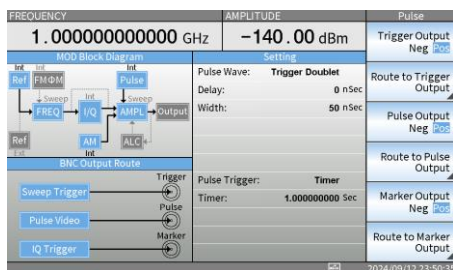 FREQUENCY
AMPLITUDE
Pulse
1.000000000000 GHz
-140.00 dBm
MOD Block Diagram
Int
Int
Int
Ref
FMΦM
Pulse
Sweep
Int
Sweep
FREQ
I/Q
AMPL
Output
Ref
AM
ALC
Ext
Int
BNC Output Route
Trigger
Sweep Trigger
Pulse
Pulse Video
Marker
IQ Trigger
Setting
Pulse Wave: Trigger Doublet
Delay: 0 nSec
Width: 50 nSec
Pulse Trigger: Timer
Timer: 1.000000000 Sec
Trigger Output
Neg Pos
Route to Trigger
Output
Pulse Output
Neg Pos
Route to Pulse
Output
Marker Output
Neg Pos
Route to Marker
Output
2024/09/12 23:50:35